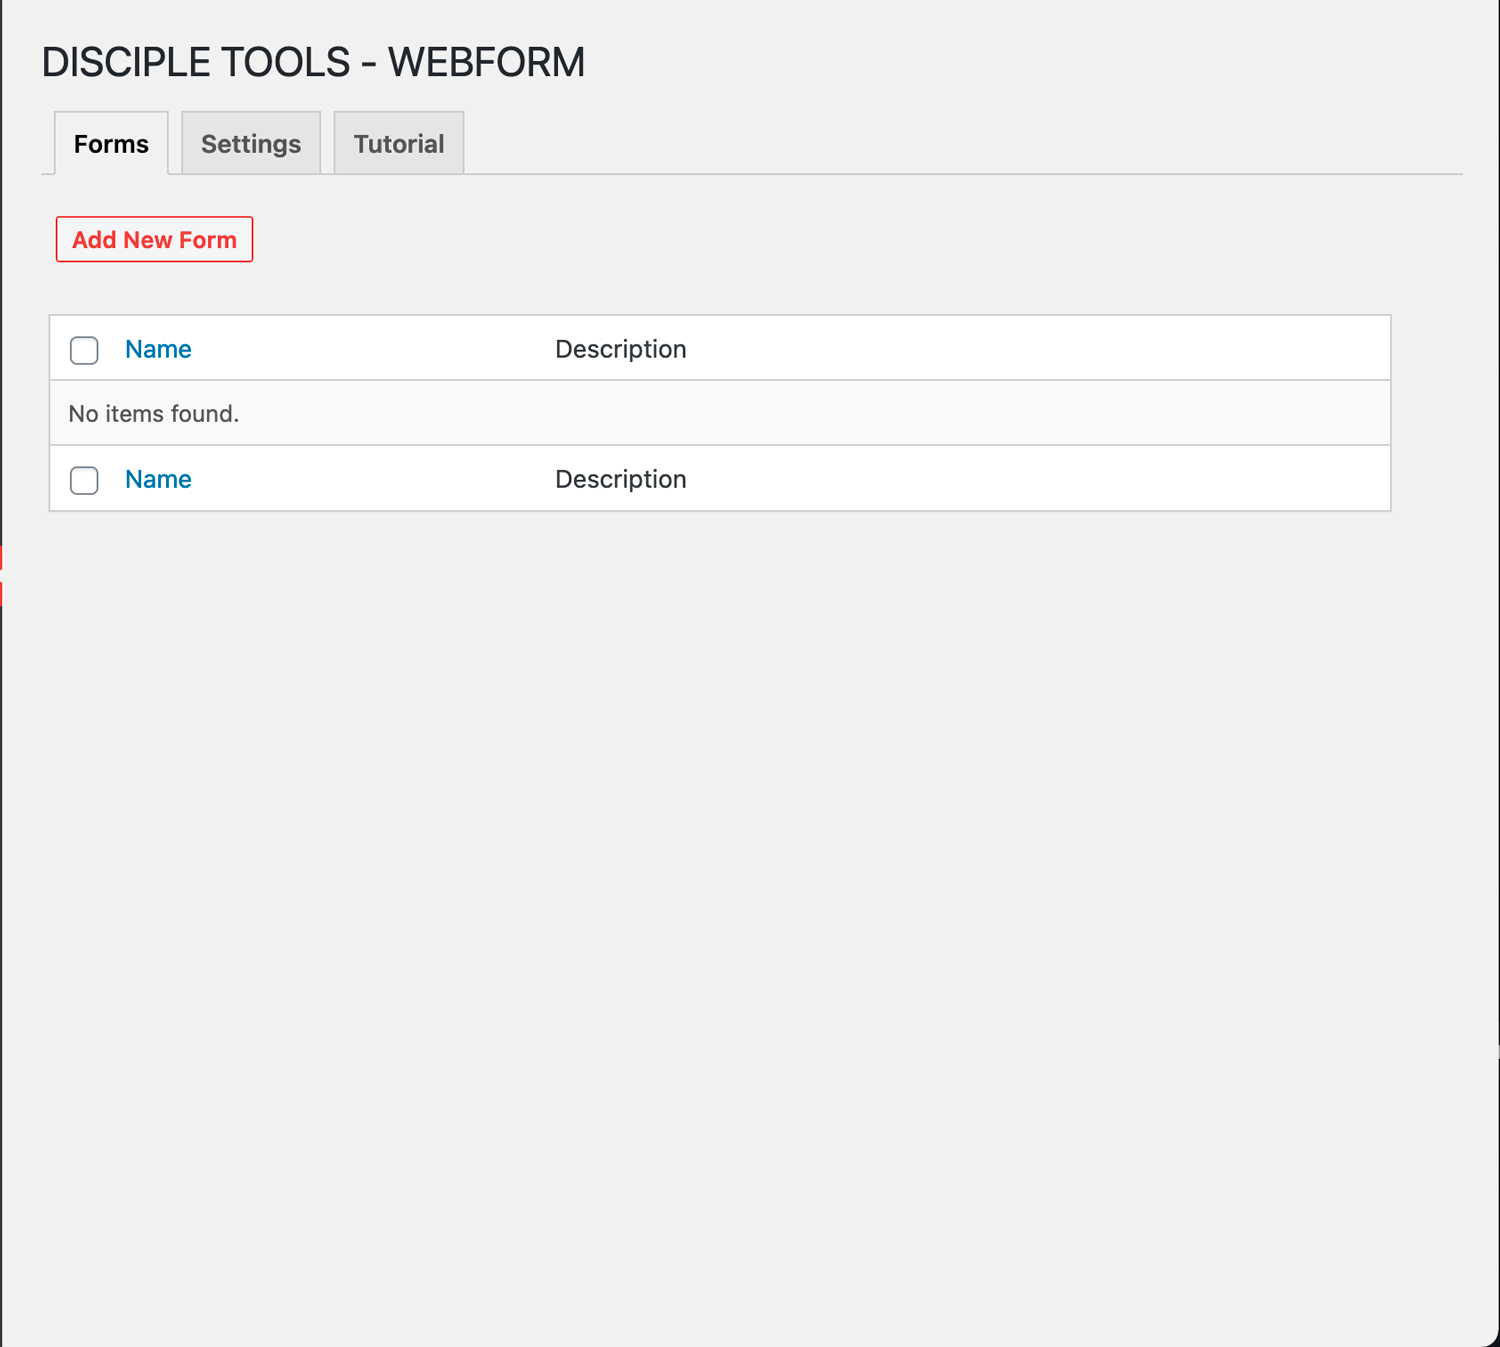 DISCIPLE TOOLS - WEBFORM
Forms Settings Tutorial
Add New Form
Name Description
No items found.
Name Description